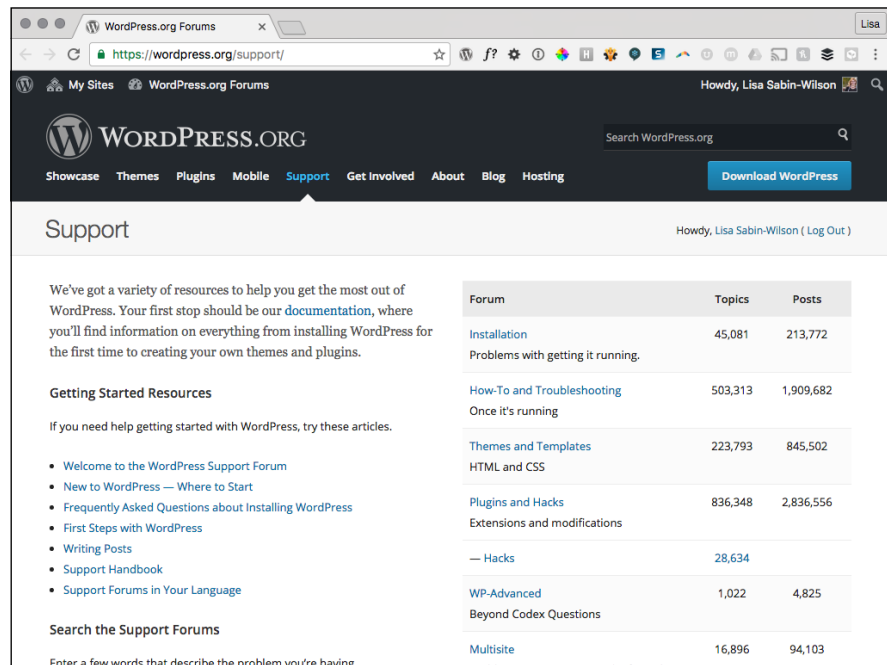 WordPress.org Forums
Lisa
https://wordpress.org/support/
f?
My Sites WordPress.org Forums Howdy, Lisa Sabin-Wilson
WORDPRESS.ORG
Search WordPress.org
Showcase Themes Plugins Mobile Support Get Involved About Blog Hosting Download WordPress
Support
Howdy, Lisa Sabin-Wilson ( Log Out )
We've got a variety of resources to help you get the most out of
WordPress. Your first stop should be our documentation, where
you'll find information on everything from installing WordPress for
the first time to creating your own themes and plugins.
Getting Started Resources
If you need help getting started with WordPress, try these articles.
• Welcome to the WordPress Support Forum
• New to WordPress — Where to Start
• Frequently Asked Questions about Installing WordPress
• First Steps with WordPress
• Writing Posts
• Support Handbook
• Support Forums in Your Language
Search the Support Forums
Enter a few words that describe the problem you're having
Forum Topics Posts
Installation 45,081 213,772
Problems with getting it running.
How-To and Troubleshooting 503,313 1,909,682
Once it's running
Themes and Templates 223,793 845,502
HTML and CSS
Plugins and Hacks 836,348 2,836,556
Extensions and modifications
— Hacks 28,634
WP-Advanced 1,022 4,825
Beyond Codex Questions
Multisite 16,896 94,103